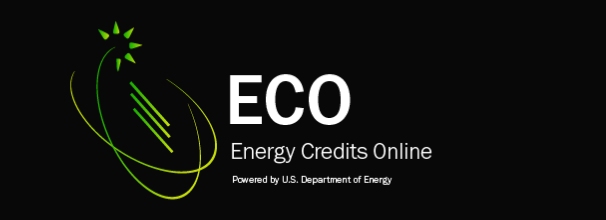 ECO
Energy Credits Online
Powered by U.S. Department of Energy